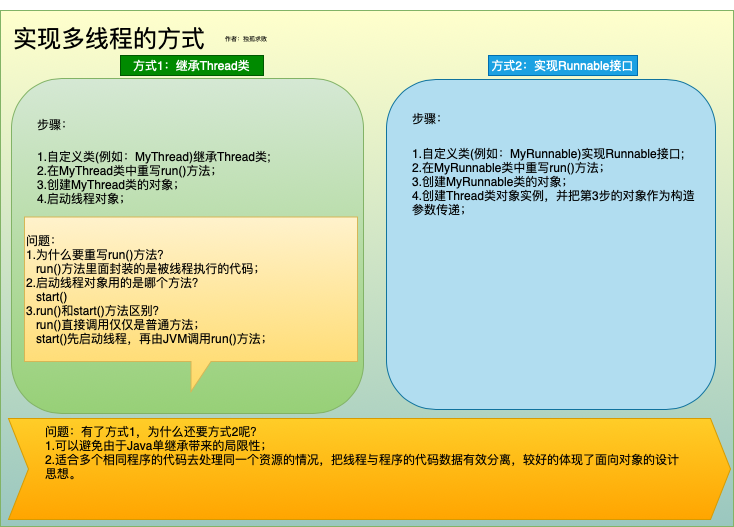 实现多线程的方式
作者：独孤求败
方式1：继承Thread类
步骤：
1.自定义类(例如：MyThread)继承Thread类;
2.在MyThread类中重写run()方法；
3.创建MyThread类的对象；
4.启动线程对象；
问题：
1.为什么要重写run()方法？
run()方法里面封装的是被线程执行的代码；
2.启动线程对象用的是哪个方法？
start()
3.run()和start()方法区别？
run()直接调用仅仅是普通方法；
start()先启动线程，再由JVM调用run()方法；
方式2：实现Runnable接口
步骤：
1.自定义类(例如：MyRunnable)实现Runnable接口;
2.在MyRunnable类中重写run()方法；
3.创建MyRunnable类的对象；
4.创建Thread类对象实例，并把第3步的对象作为构造
参数传递；
问题：有了方式1，为什么还要方式2呢？
1.可以避免由于Java单继承带来的局限性；
2.适合多个相同程序的代码去处理同一个资源的情况，把线程与程序的代码数据有效分离，较好的体现了面向对象的设计
思想。